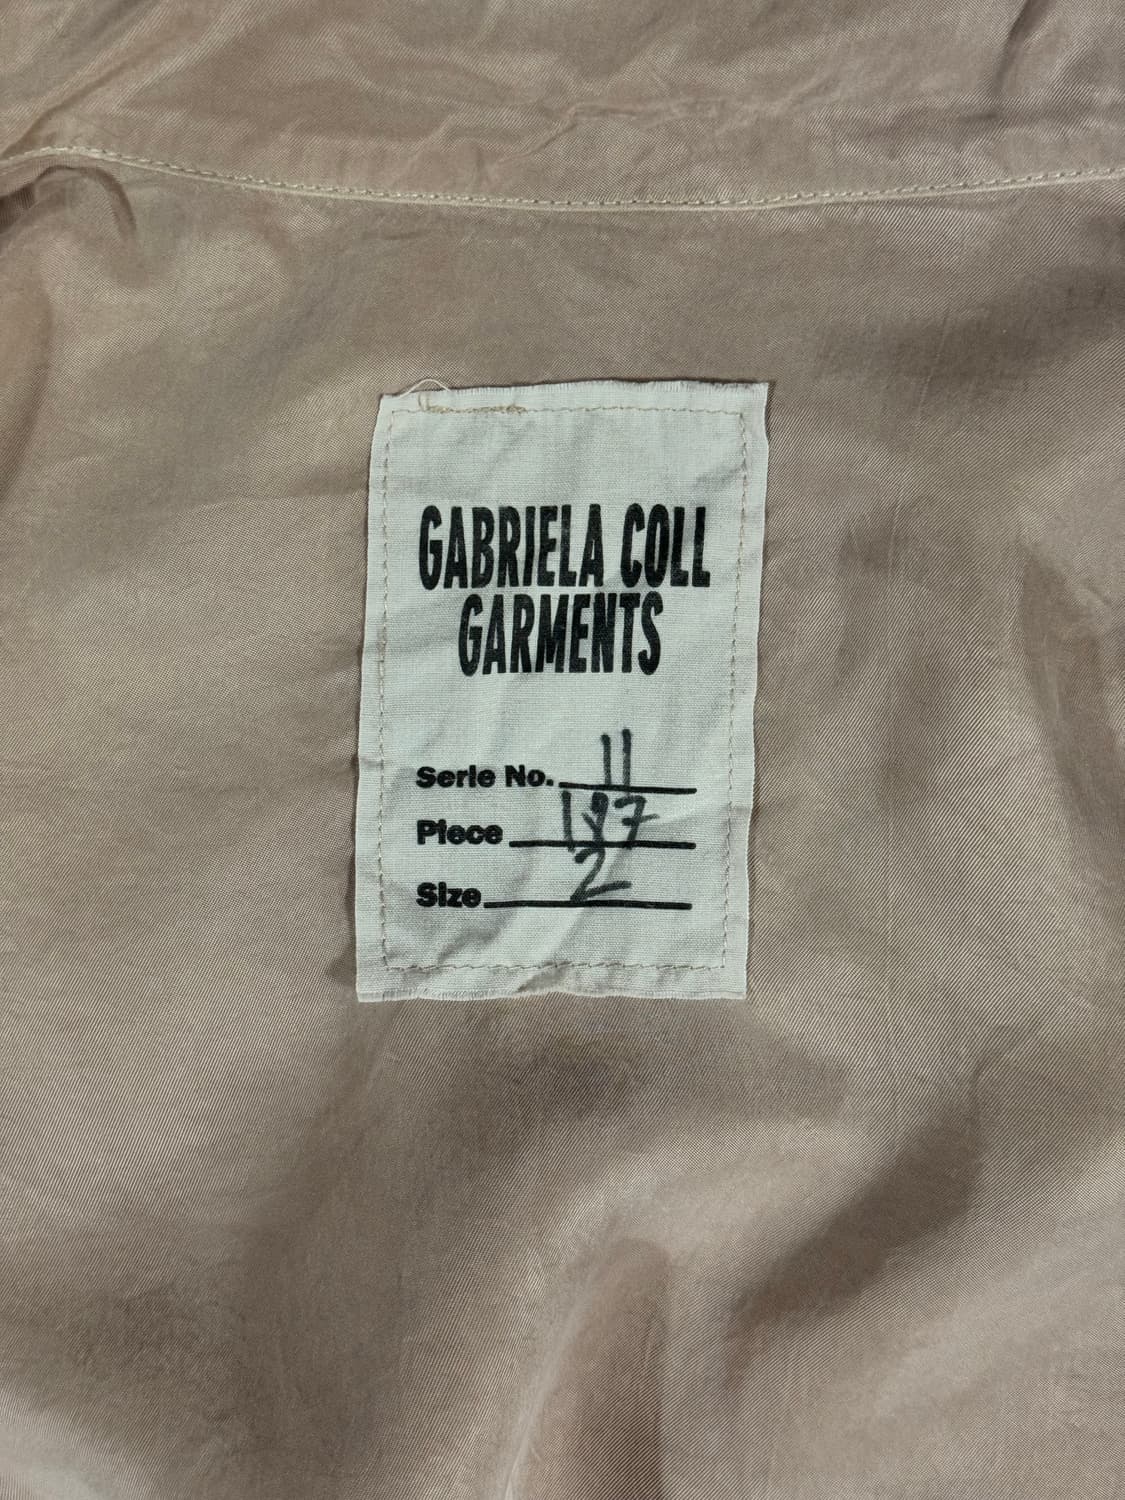 GABRIELA COLL
GARMENTS
Serie No. 11
Piece 197
Size 2